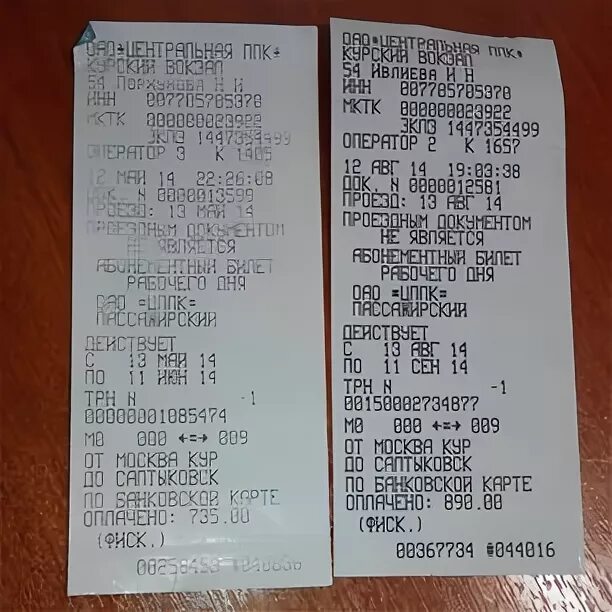 ОАО *ЦЕНТРАЛЬНАЯ ППК*
КУРСКИЙ ВОКЗАЛ
54
ИНН 007705705370
МКТК 000000023922
ЭКЛЗ 1447354499
ОПЕРАТОР 3 К 1405
12 МАЙ 14 22:26:08
ДОК. N 0000013599
ПРОЕЗД: 13 МАЙ 14
ПРОЕЗДНЫМ ДОКУМЕНТОМ
НЕ ЯВЛЯЕТСЯ
АБОНЕМЕНТНЫЙ БИЛЕТ
РАБОЧЕГО ДНЯ
ОАО =ЦППК=
ПАССАЖИРСКИЙ
ДЕЙСТВУЕТ
С 13 МАЙ 14
ПО 11 ИЮН 14
ТРН N -1
00000001085474
М0 000 ←=→ 009
ОТ МОСКВА КУР
ДО САЛТЫКОВСК
ПО БАНКОВСКОЙ КАРТЕ
ОПЛАЧЕНО: 735.00
(ФИСК.)
ОАО *ЦЕНТРАЛЬНАЯ ППК*
КУРСКИЙ ВОКЗАЛ
54 ИВЛИЕВА И Н
ИНН 007705705370
МКТК 000000023922
ЭКЛЗ 1447354499
ОПЕРАТОР 2 К 1657
12 АВГ 14 19:03:38
ДОК. N 0000012581
ПРОЕЗД: 13 АВГ 14
ПРОЕЗДНЫМ ДОКУМЕНТОМ
НЕ ЯВЛЯЕТСЯ
АБОНЕМЕНТНЫЙ БИЛЕТ
РАБОЧЕГО ДНЯ
ОАО =ЦППК=
ПАССАЖИРСКИЙ
ДЕЙСТВУЕТ
С 13 АВГ 14
ПО 11 СЕН 14
ТРН N -1
00150002734877
М0 000 ←=→ 009
ОТ МОСКВА КУР
ДО САЛТЫКОВСК
ПО БАНКОВСКОЙ КАРТЕ
ОПЛАЧЕНО: 890.00
(ФИСК.)
00367734 #044016